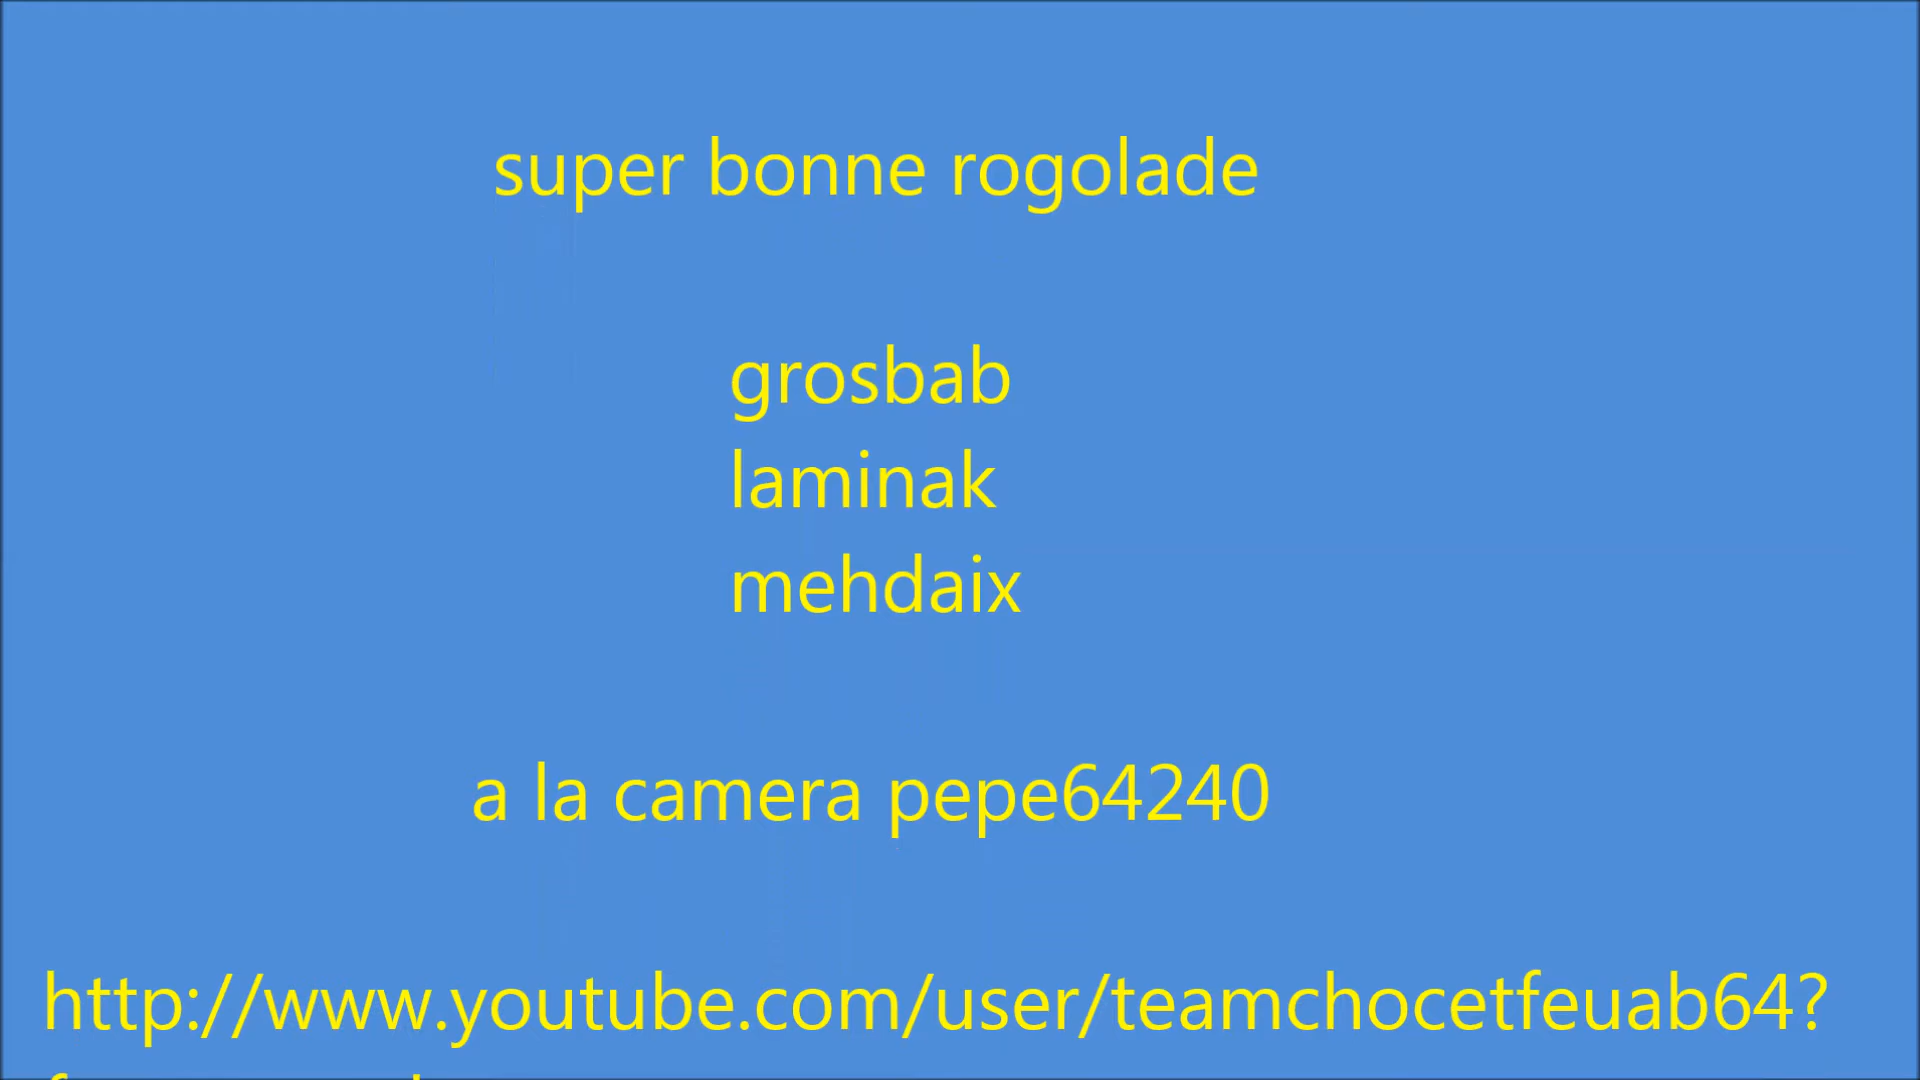 super bonne rogolade
grosbab
laminak
mehdaix
a la camera pepe64240
http://www.youtube.com/user/teamchocetfeuab64?